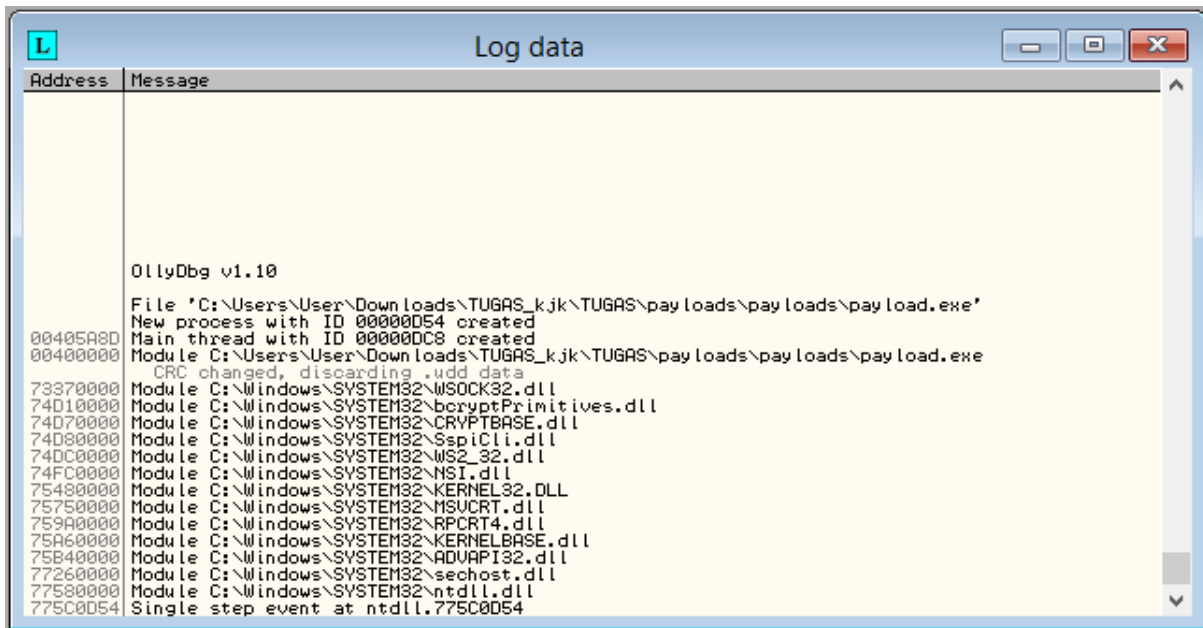 L
Log data
Address Message
OllyDbg v1.10
File 'C:\Users\User\Downloads\TUGAS_kjk\TUGAS\payloads\payloads\payload.exe'
New process with ID 00000D54 created
00405A8D Main thread with ID 00000DC8 created
00400000 Module C:\Users\User\Downloads\TUGAS_kjk\TUGAS\payloads\payloads\payload.exe
CRC changed, discarding .udd data
73370000 Module C:\Windows\SYSTEM32\WSOCK32.dll
74D10000 Module C:\Windows\SYSTEM32\bcryptPrimitives.dll
74D70000 Module C:\Windows\SYSTEM32\CRYPTBASE.dll
74D80000 Module C:\Windows\SYSTEM32\SspiCli.dll
74DC0000 Module C:\Windows\SYSTEM32\WS2_32.dll
74FC0000 Module C:\Windows\SYSTEM32\NSI.dll
75480000 Module C:\Windows\SYSTEM32\KERNEL32.DLL
75750000 Module C:\Windows\SYSTEM32\MSVCRT.dll
759A0000 Module C:\Windows\SYSTEM32\RPCRT4.dll
75A60000 Module C:\Windows\SYSTEM32\KERNELBASE.dll
75B40000 Module C:\Windows\SYSTEM32\ADVAPI32.dll
77260000 Module C:\Windows\SYSTEM32\sechost.dll
77580000 Module C:\Windows\SYSTEM32\ntdll.dll
775C0D54 Single step event at ntdll.775C0D54